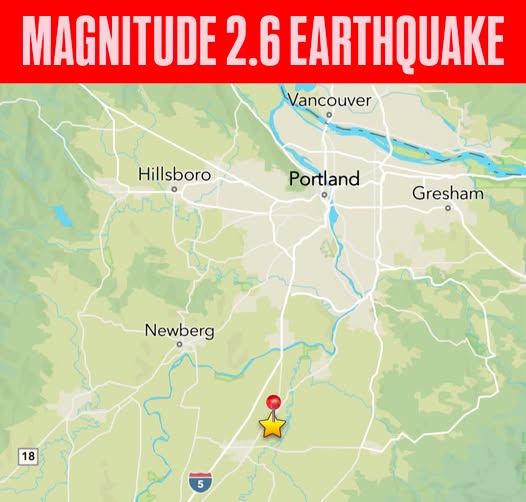 MAGNITUDE 2.6 EARTHQUAKE
Vancouver
Hillsboro
Portland
Gresham
Newberg
18
5